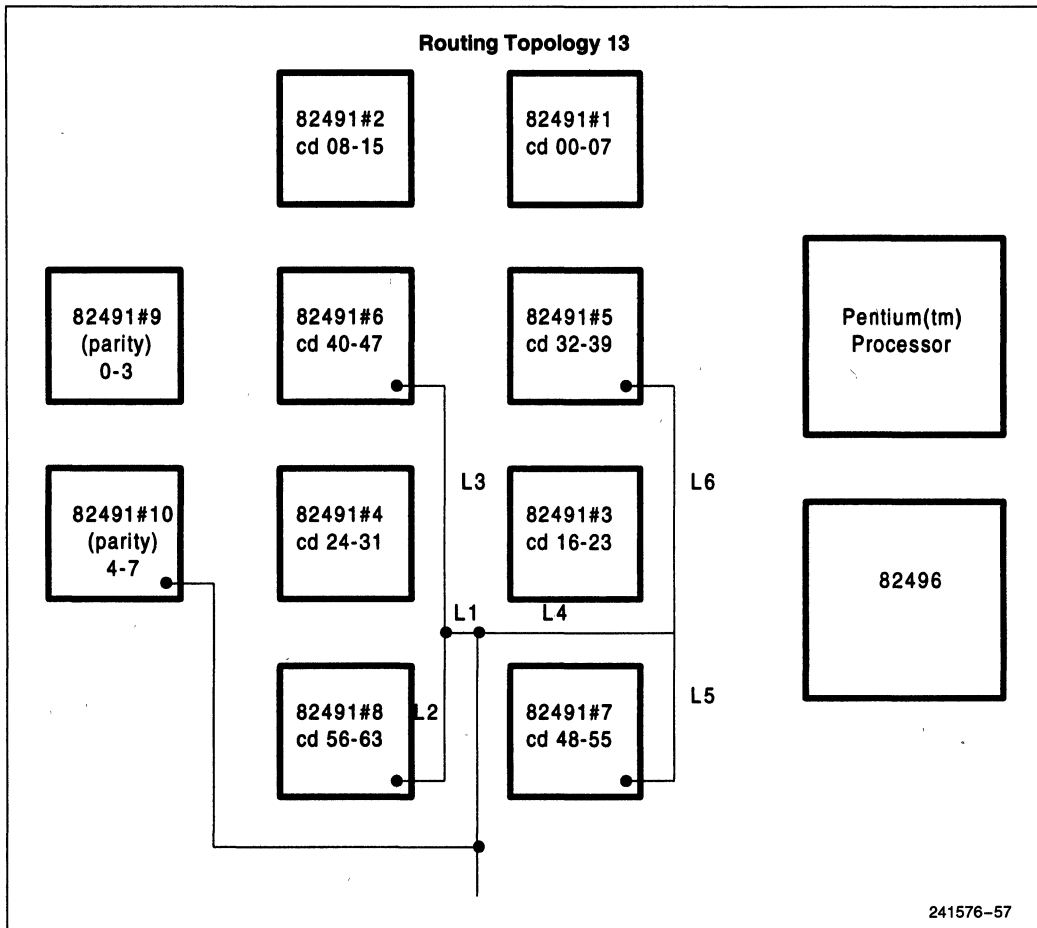 Routing Topology 13
82491#2
cd 08-15
82491#1
cd 00-07
82491#9
(parity)
0-3
82491#6
cd 40-47
82491#5
cd 32-39
Pentium(tm)
Processor
L3
L6
82491#10
(parity)
4-7
82491#4
cd 24-31
82491#3
cd 16-23
82496
L1
L4
82491#8
cd 56-63
L2
82491#7
cd 48-55
L5
241576-57